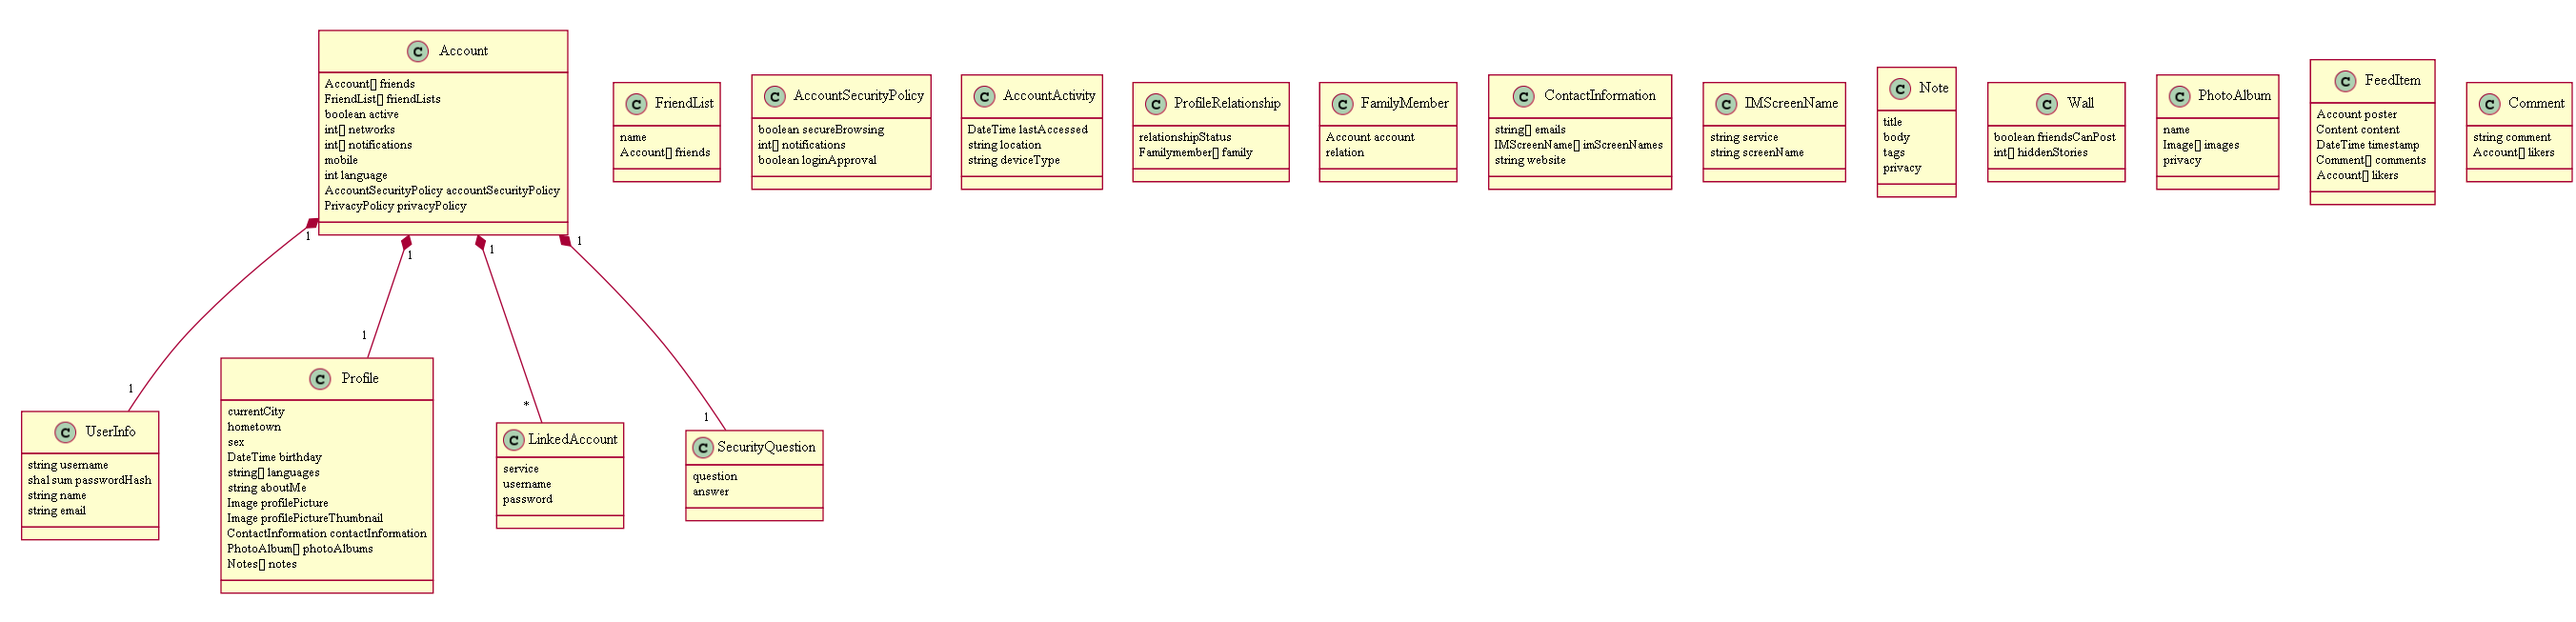 C Account
Account[] friends
FriendList[] friendLists
boolean active
int[] networks
int[] notifications
mobile
int language
AccountSecurityPolicy accountSecurityPolicy
PrivacyPolicy privacyPolicy
C FriendList
name
Account[] friends
C AccountSecurityPolicy
boolean secureBrowsing
int[] notifications
boolean loginApproval
C AccountActivity
DateTime lastAccessed
string location
string deviceType
C ProfileRelationship
relationshipStatus
Familymember[] family
C FamilyMember
Account account
relation
C ContactInformation
string[] emails
IMScreenName[] imScreenNames
string website
C IMScreenName
string service
string screenName
C Note
title
body
tags
privacy
C Wall
boolean friendsCanPost
int[] hiddenStories
C PhotoAlbum
name
Image[] images
privacy
C FeedItem
Account poster
Content content
DateTime timestamp
Comment[] comments
Account[] likers
C Comment
string comment
Account[] likers
1
1
1
1
1
1
*
1
C UserInfo
string username
sha1 sum passwordHash
string name
string email
C Profile
currentCity
hometown
sex
DateTime birthday
string[] languages
string aboutMe
Image profilePicture
Image profilePictureThumbnail
ContactInformation contactInformation
PhotoAlbum[] photoAlbums
Notes[] notes
C LinkedAccount
service
username
password
C SecurityQuestion
question
answer